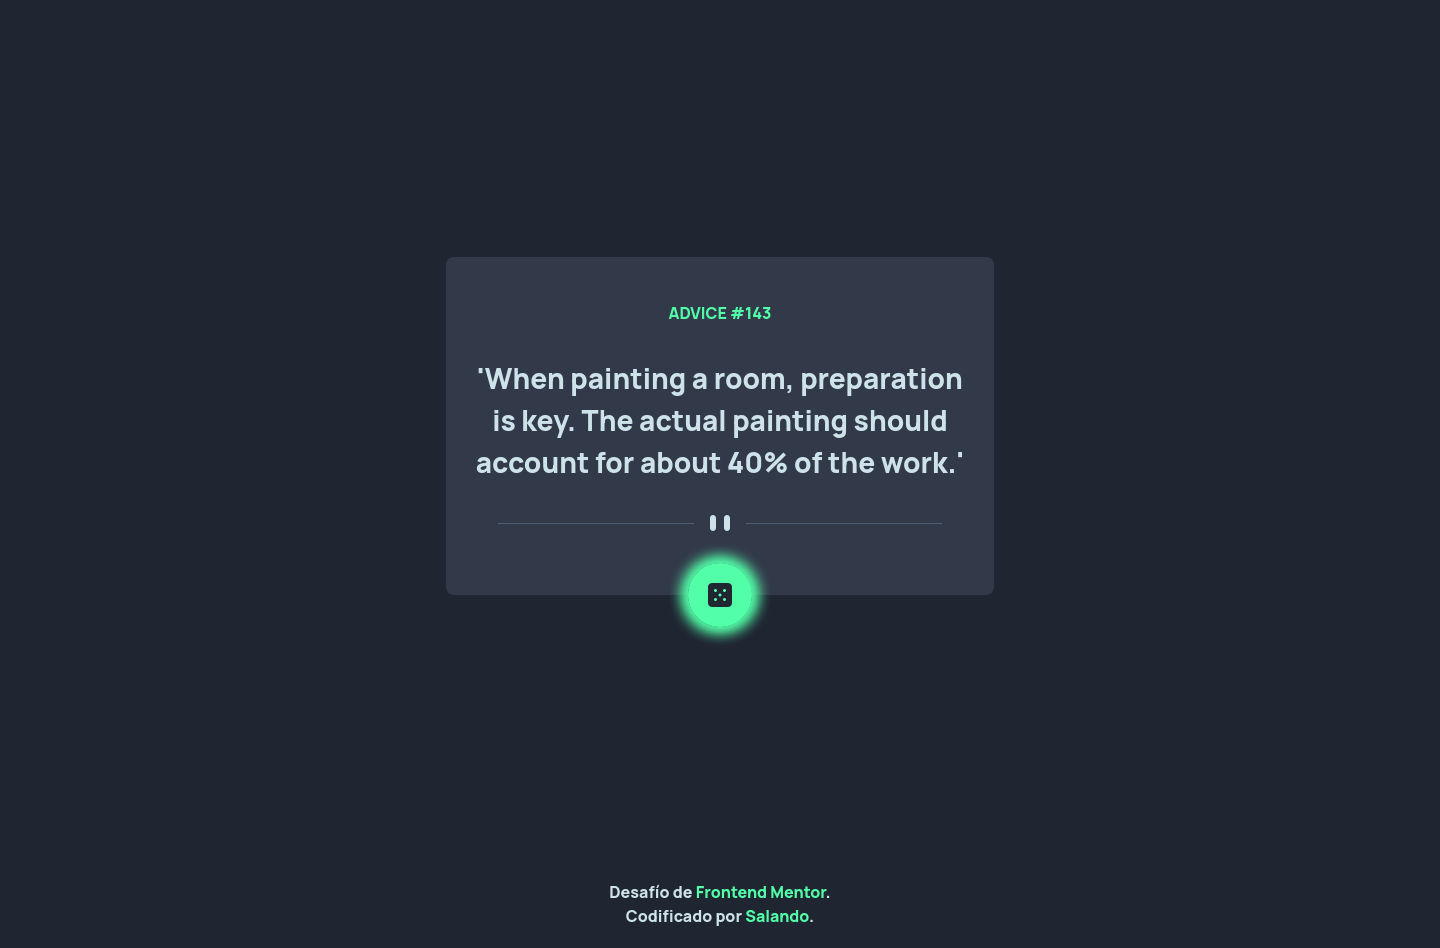 ADVICE #143
'When painting a room, preparation
is key. The actual painting should
account for about 40% of the work.'
Desafío de Frontend Mentor.
Codificado por Salando.